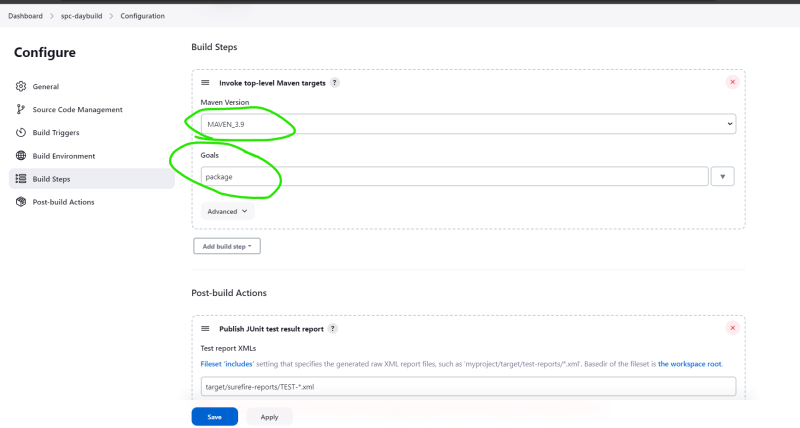 Dashboard > spc-daybuild > Configuration
Configure
General
Source Code Management
Build Triggers
Build Environment
Build Steps
Post-build Actions
Build Steps
Invoke top-level Maven targets ?
Maven Version
MAVEN_3.9
Goals
package
Advanced
Add build step
Post-build Actions
Publish JUnit test result report ?
Test report XMLs
Fileset 'includes' setting that specifies the generated raw XML report files, such as 'myproject/target/test-reports/*.xml'. Basedir of the fileset is the workspace root.
target/surefire-reports/TEST-*.xml
Save Apply